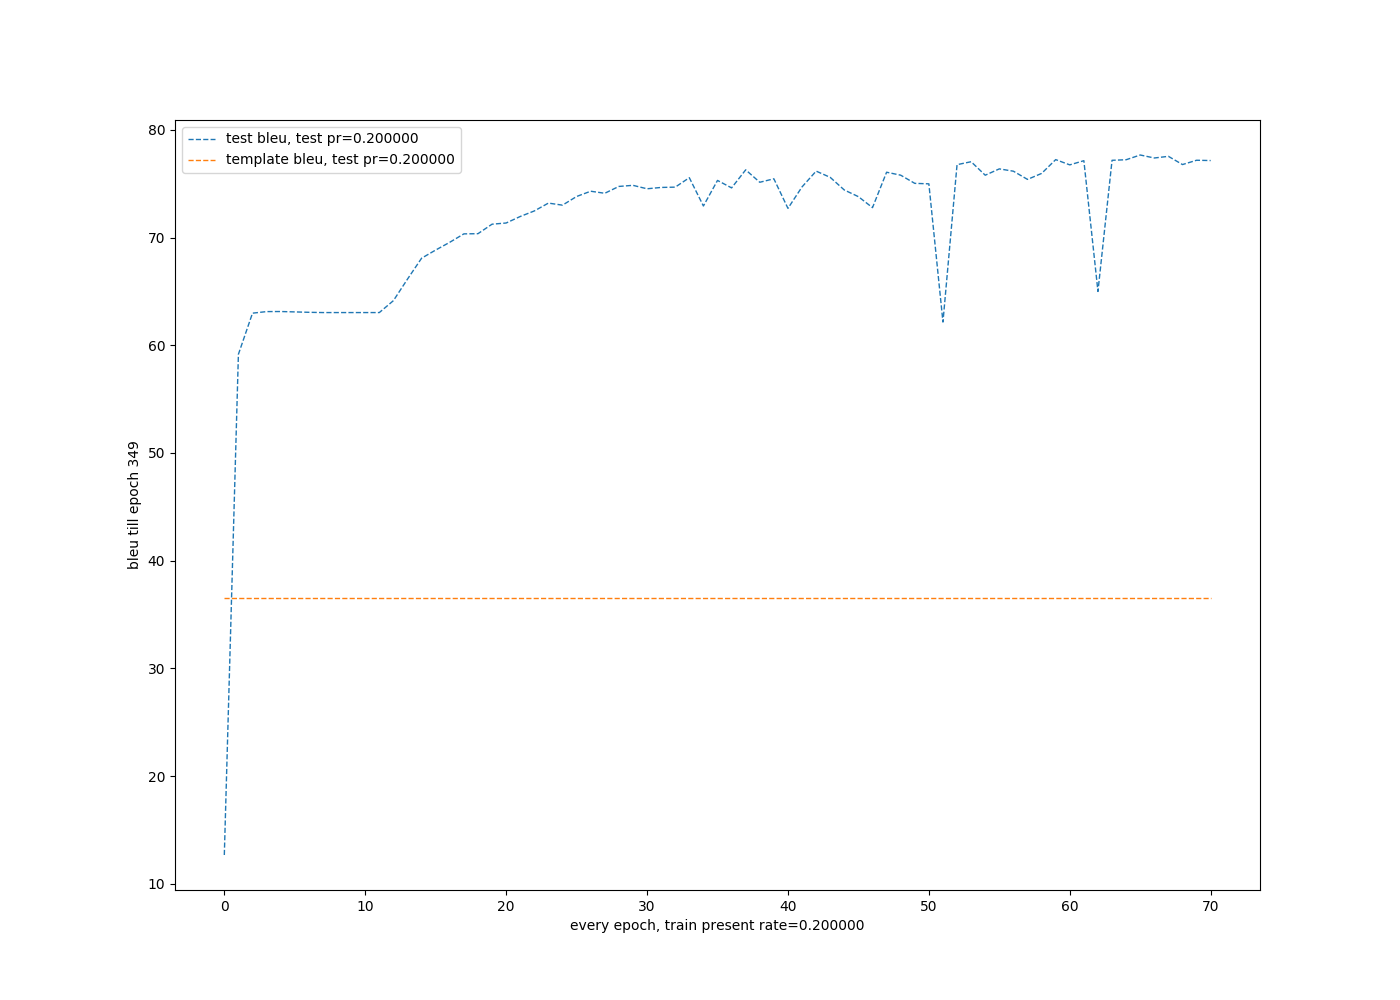 test bleu, test pr=0.200000
template bleu, test pr=0.200000
80
70
60
50
40
30
20
10
bleu till epoch 349
0 10 20 30 40 50 60 70
every epoch, train present rate=0.200000